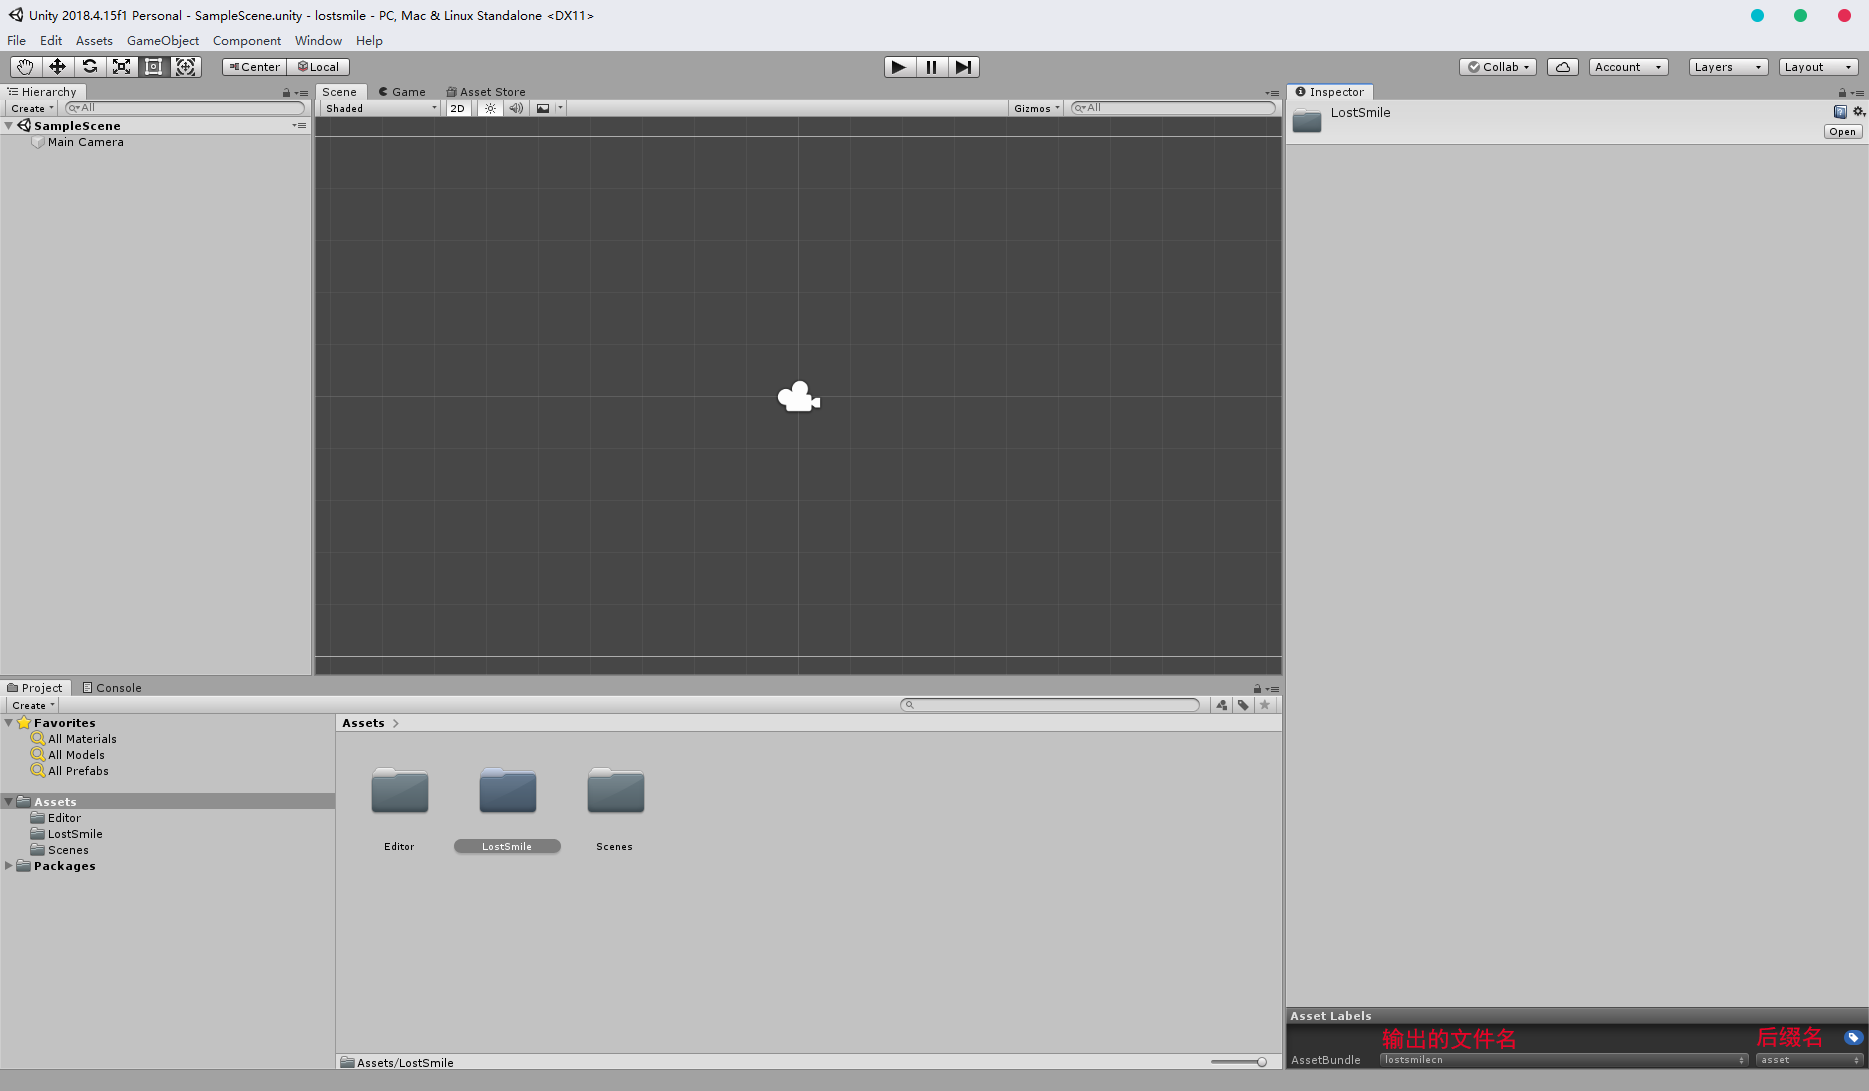 Unity 2018.4.15f1 Personal - SampleScene.unity - lostsmile - PC, Mac & Linux Standalone <DX11>
File Edit Assets GameObject Component Window Help
Center Local Collab Account Layers Layout
Hierarchy
Create All
SampleScene
Main Camera
Scene Game Asset Store
Shaded 2D Gizmos All
Inspector
LostSmile
Open
Project Console
Create
Favorites
All Materials
All Models
All Prefabs
Assets
Editor
LostSmile
Scenes
Packages
Assets
Editor LostSmile Scenes
Assets/LostSmile
Asset Labels
输出的文件名 后缀名
AssetBundle lostsmilecn asset